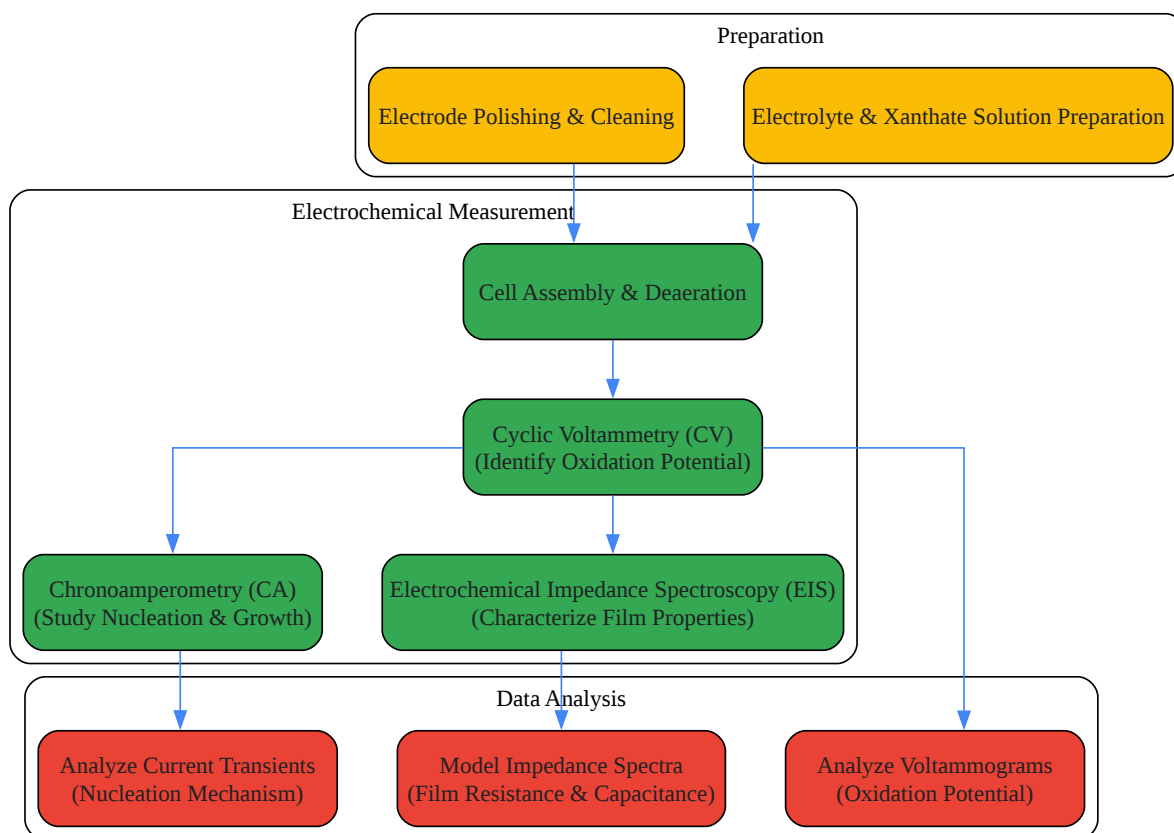 Preparation
Electrode Polishing & Cleaning
Electrolyte & Xanthate Solution Preparation
Electrochemical Measurement
Cell Assembly & Deaeration
Cyclic Voltammetry (CV)
(Identify Oxidation Potential)
Chronoamperometry (CA)
(Study Nucleation & Growth)
Electrochemical Impedance Spectroscopy (EIS)
(Characterize Film Properties)
Data Analysis
Analyze Current Transients
(Nucleation Mechanism)
Model Impedance Spectra
(Film Resistance & Capacitance)
Analyze Voltammograms
(Oxidation Potential)